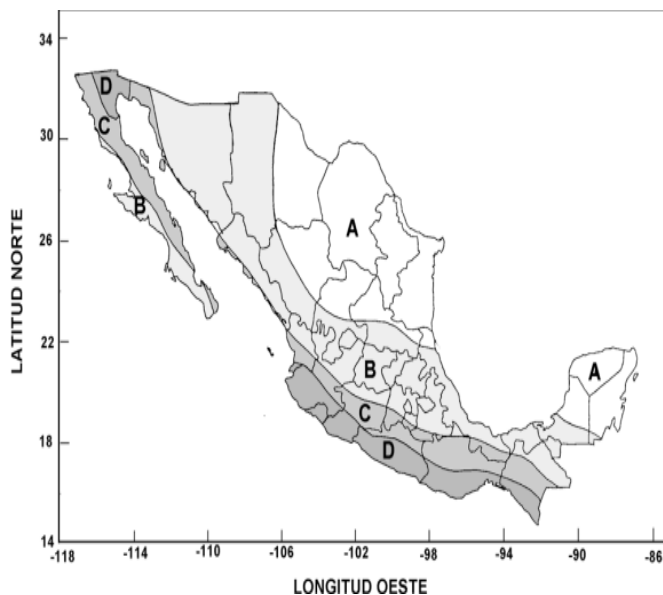 34
30
26
22
18
14
LATITUD NORTE
D
C
B
A
A
B
C
D
-118 -114 -110 -106 -102 -98 -94 -90 -86
LONGITUD OESTE